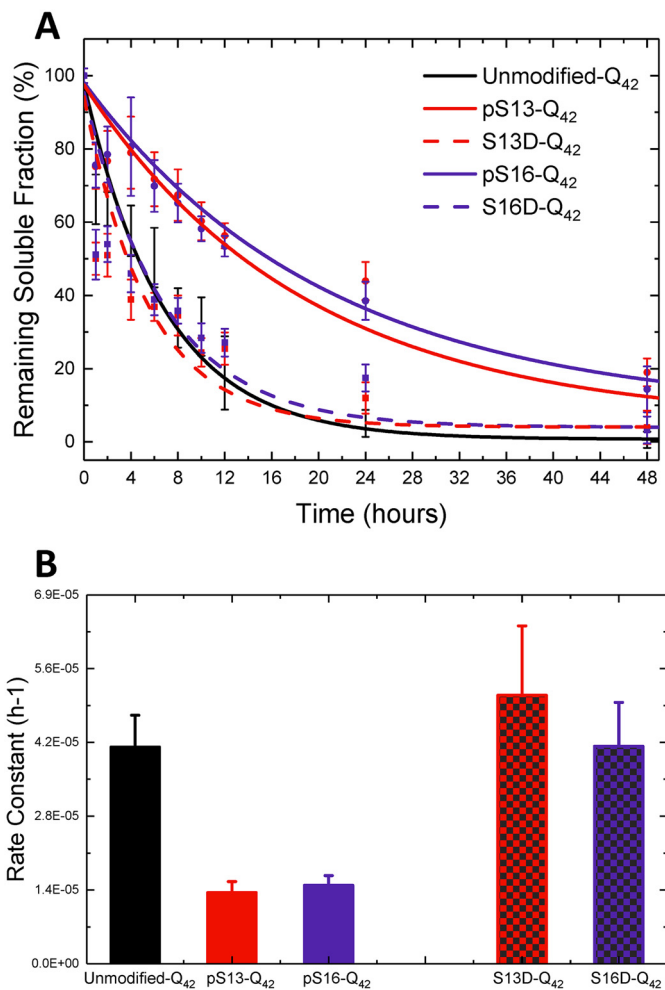 A
Remaining Soluble Fraction (%)
100
80
60
40
20
0
Unmodified-Q42
pS13-Q42
S13D-Q42
pS16-Q42
S16D-Q42
0 4 8 12 16 20 24 28 32 36 40 44 48
Time (hours)
B
Rate Constant (h-1)
6.9E-05
5.6E-05
4.2E-05
2.8E-05
1.4E-05
0.0E+00
Unmodified-Q42 pS13-Q42 pS16-Q42 S13D-Q42 S16D-Q42